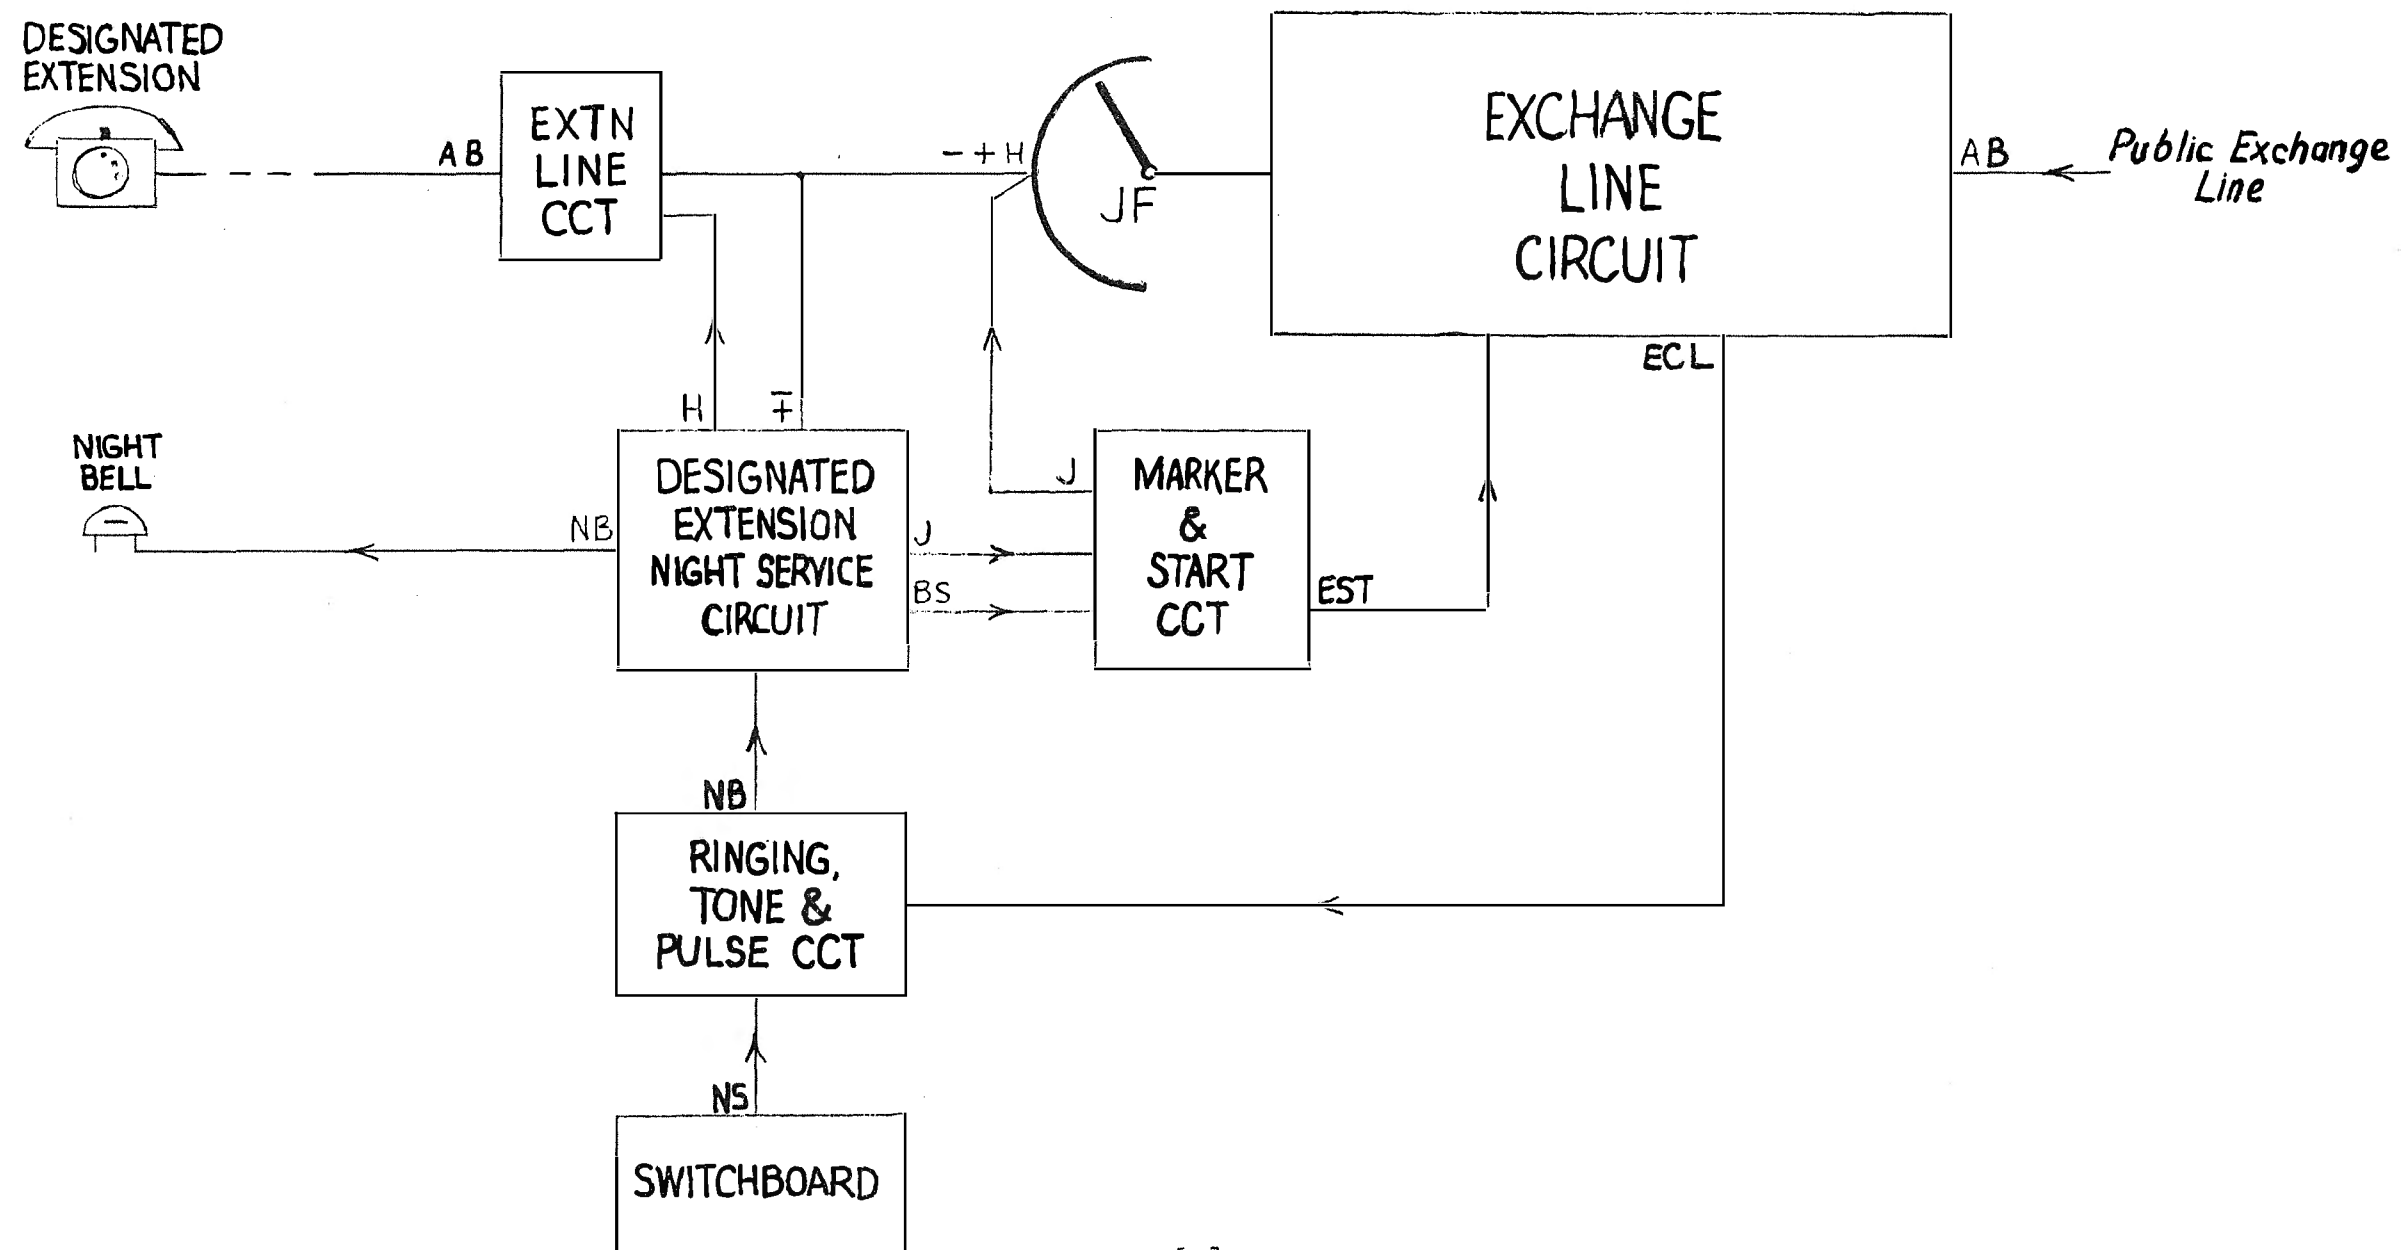 DESIGNATED
EXTENSION
AB
EXTN
LINE
CCT
- + H
JF
EXCHANGE
LINE
CIRCUIT
AB
Public Exchange
Line
ECL
H
- +
NIGHT
BELL
NB
DESIGNATED
EXTENSION
NIGHT SERVICE
CIRCUIT
J
BS
J
MARKER
&
START
CCT
EST
NB
RINGING,
TONE &
PULSE CCT
NS
SWITCHBOARD